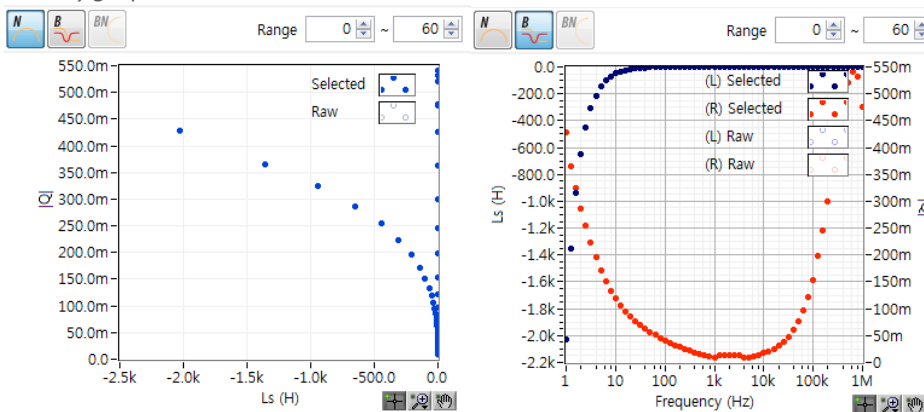 N B BN Range 0 ~ 60
550.0m
500.0m
450.0m
400.0m
350.0m
300.0m
250.0m
200.0m
150.0m
100.0m
50.0m
0.0
|Q|
Selected
Raw
-2.5k -2.0k -1.5k -1.0k -500.0 0.0
Ls (H)
N B BN Range 0 ~ 60
0.0
-200.0
-400.0
-600.0
-800.0
-1.0k
-1.2k
-1.4k
-1.6k
-1.8k
-2.0k
-2.2k
Ls (H)
(L) Selected
(R) Selected
(L) Raw
(R) Raw
550m
500m
450m
400m
350m
300m
250m
200m
150m
100m
50m
0
1 10 100 1k 10k 100k 1M
Frequency (Hz)